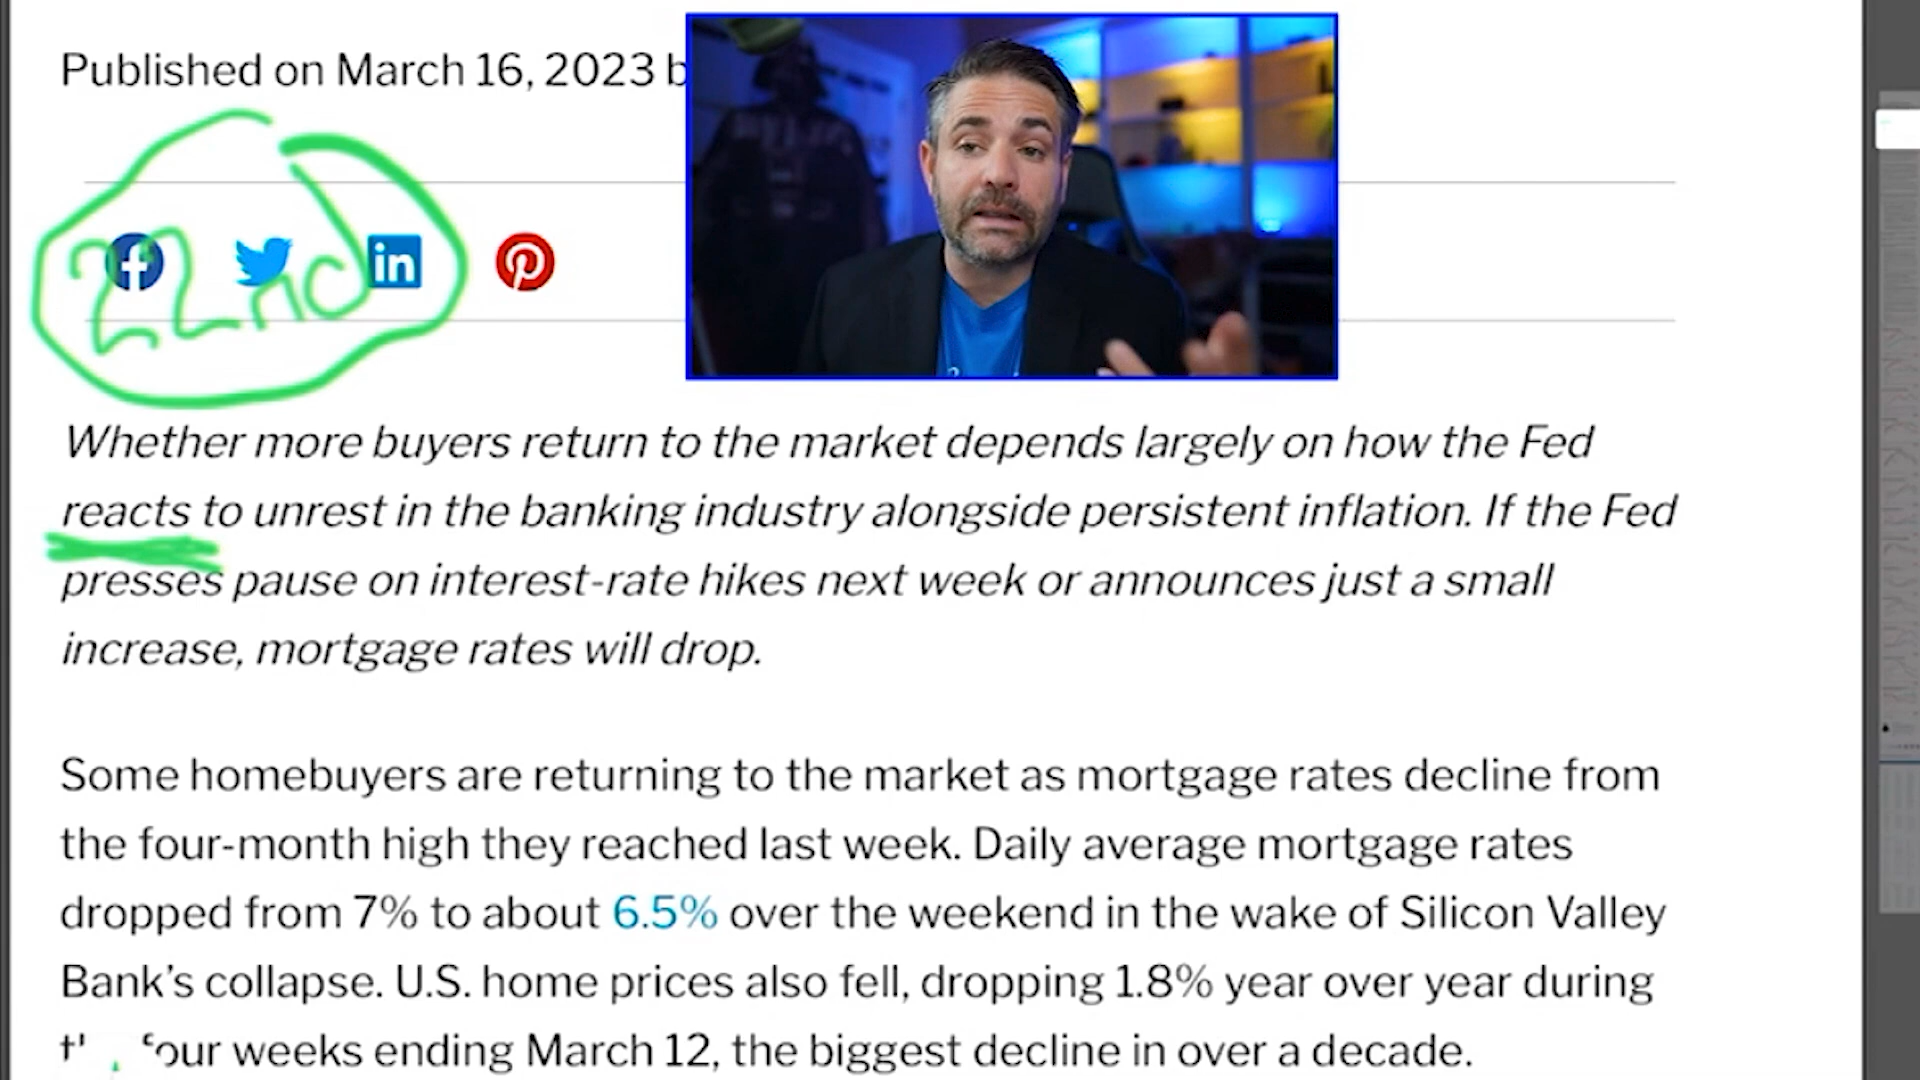 Published on March 16, 2023 b
22nd
f
in
Whether more buyers return to the market depends largely on how the Fed
reacts to unrest in the banking industry alongside persistent inflation. If the Fed
presses pause on interest-rate hikes next week or announces just a small
increase, mortgage rates will drop.
Some homebuyers are returning to the market as mortgage rates decline from
the four-month high they reached last week. Daily average mortgage rates
dropped from 7% to about 6.5% over the weekend in the wake of Silicon Valley
Bank’s collapse. U.S. home prices also fell, dropping 1.8% year over year during
four weeks ending March 12, the biggest decline in over a decade.